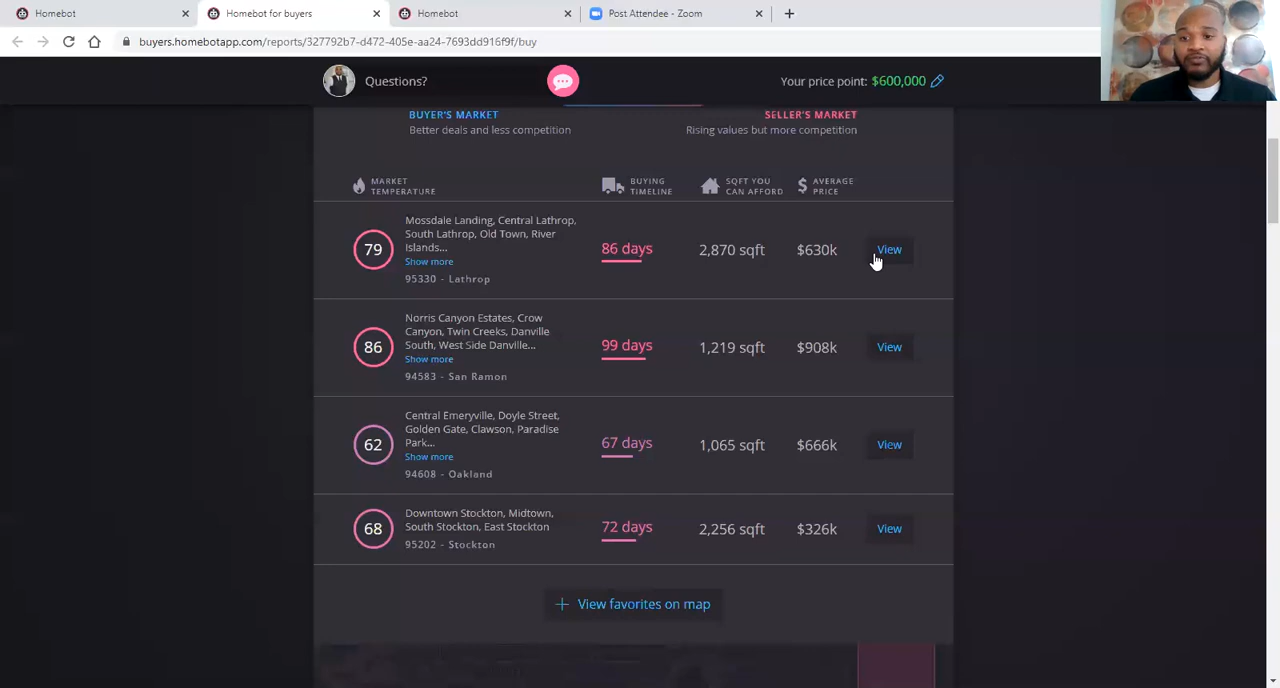 Homebot
Homebot for buyers
Homebot
Post Attendee - Zoom
buyers.homebotapp.com/reports/327792b7-d472-405e-aa24-7693dd916f9f/buy
Questions?
Your price point: $600,000
BUYER'S MARKET
Better deals and less competition
SELLER'S MARKET
Rising values but more competition
MARKET
TEMPERATURE
BUYING
TIMELINE
SQFT YOU
CAN AFFORD
AVERAGE
PRICE
79
Mossdale Landing, Central Lathrop,
South Lathrop, Old Town, River
Islands...
Show more
95330 - Lathrop
86 days
2,870 sqft
$630k
View
86
Norris Canyon Estates, Crow
Canyon, Twin Creeks, Danville
South, West Side Danville...
Show more
94583 - San Ramon
99 days
1,219 sqft
$908k
View
62
Central Emeryville, Doyle Street,
Golden Gate, Clawson, Paradise
Park...
Show more
94608 - Oakland
67 days
1,065 sqft
$666k
View
68
Downtown Stockton, Midtown,
South Stockton, East Stockton
95202 - Stockton
72 days
2,256 sqft
$326k
View
View favorites on map